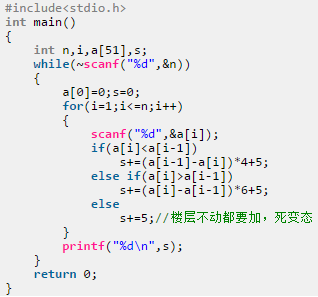 #include<stdio.h>
int main()
{
    int n,i,a[51],s;
    while(~scanf("%d",&n))
    {
        a[0]=0;s=0;
        for(i=1;i<=n;i++)
        {
            scanf("%d",&a[i]);
            if(a[i]<a[i-1])
                s+=(a[i-1]-a[i])*4+5;
            else if(a[i]>a[i-1])
                s+=(a[i]-a[i-1])*6+5;
            else
                s+=5;//楼层不动都要加，死变态
        }
        printf("%d\n",s);
    }
    return 0;
}